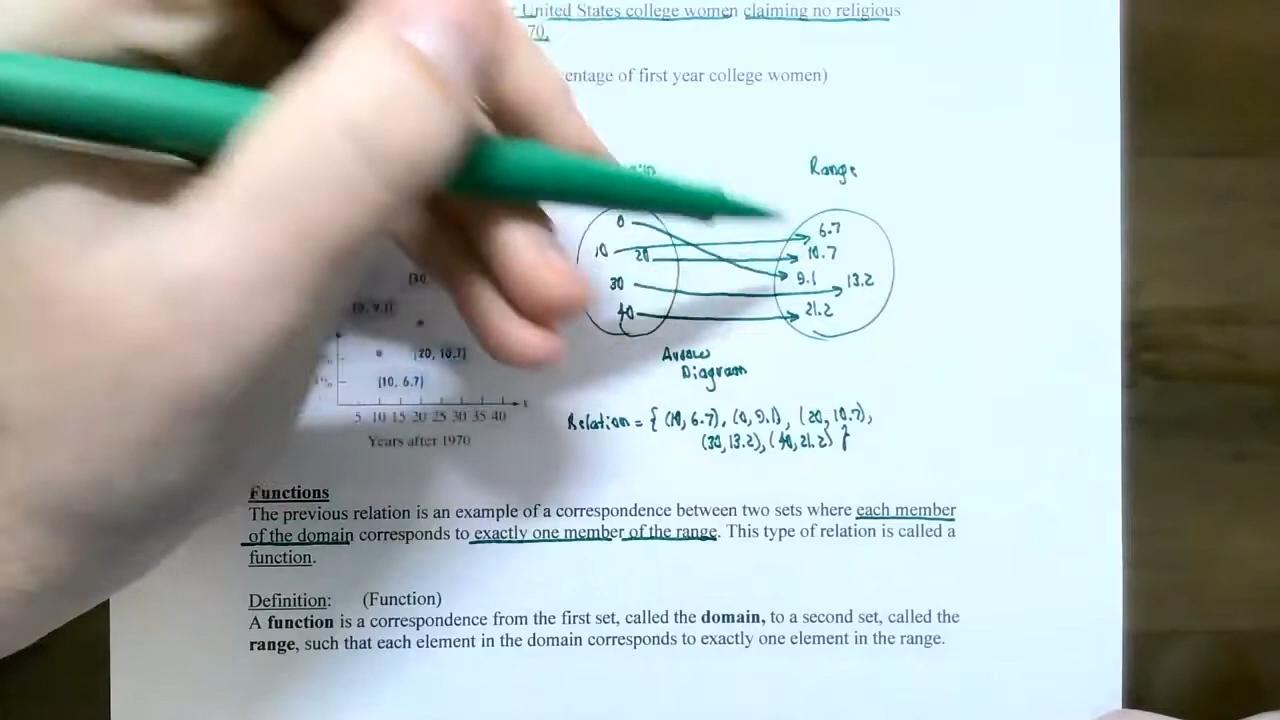 United States college women claiming no religious
70.
centage of first year college women)
Range
0
6.7
10
20
10.7
9.1
13.2
30
40
21.2
[30,
[0, 9.1]
[20, 10.7]
[10, 6.7]
5 10 15 20 25 30 35 40
Years after 1970
Arrow
Diagram
Relation = { (10, 6.7), (0, 9.1), (20, 10.7),
(30, 13.2), (40, 21.2) }
Functions
The previous relation is an example of a correspondence between two sets where each member
of the domain corresponds to exactly one member of the range. This type of relation is called a
function.
Definition: (Function)
A function is a correspondence from the first set, called the domain, to a second set, called the
range, such that each element in the domain corresponds to exactly one element in the range.